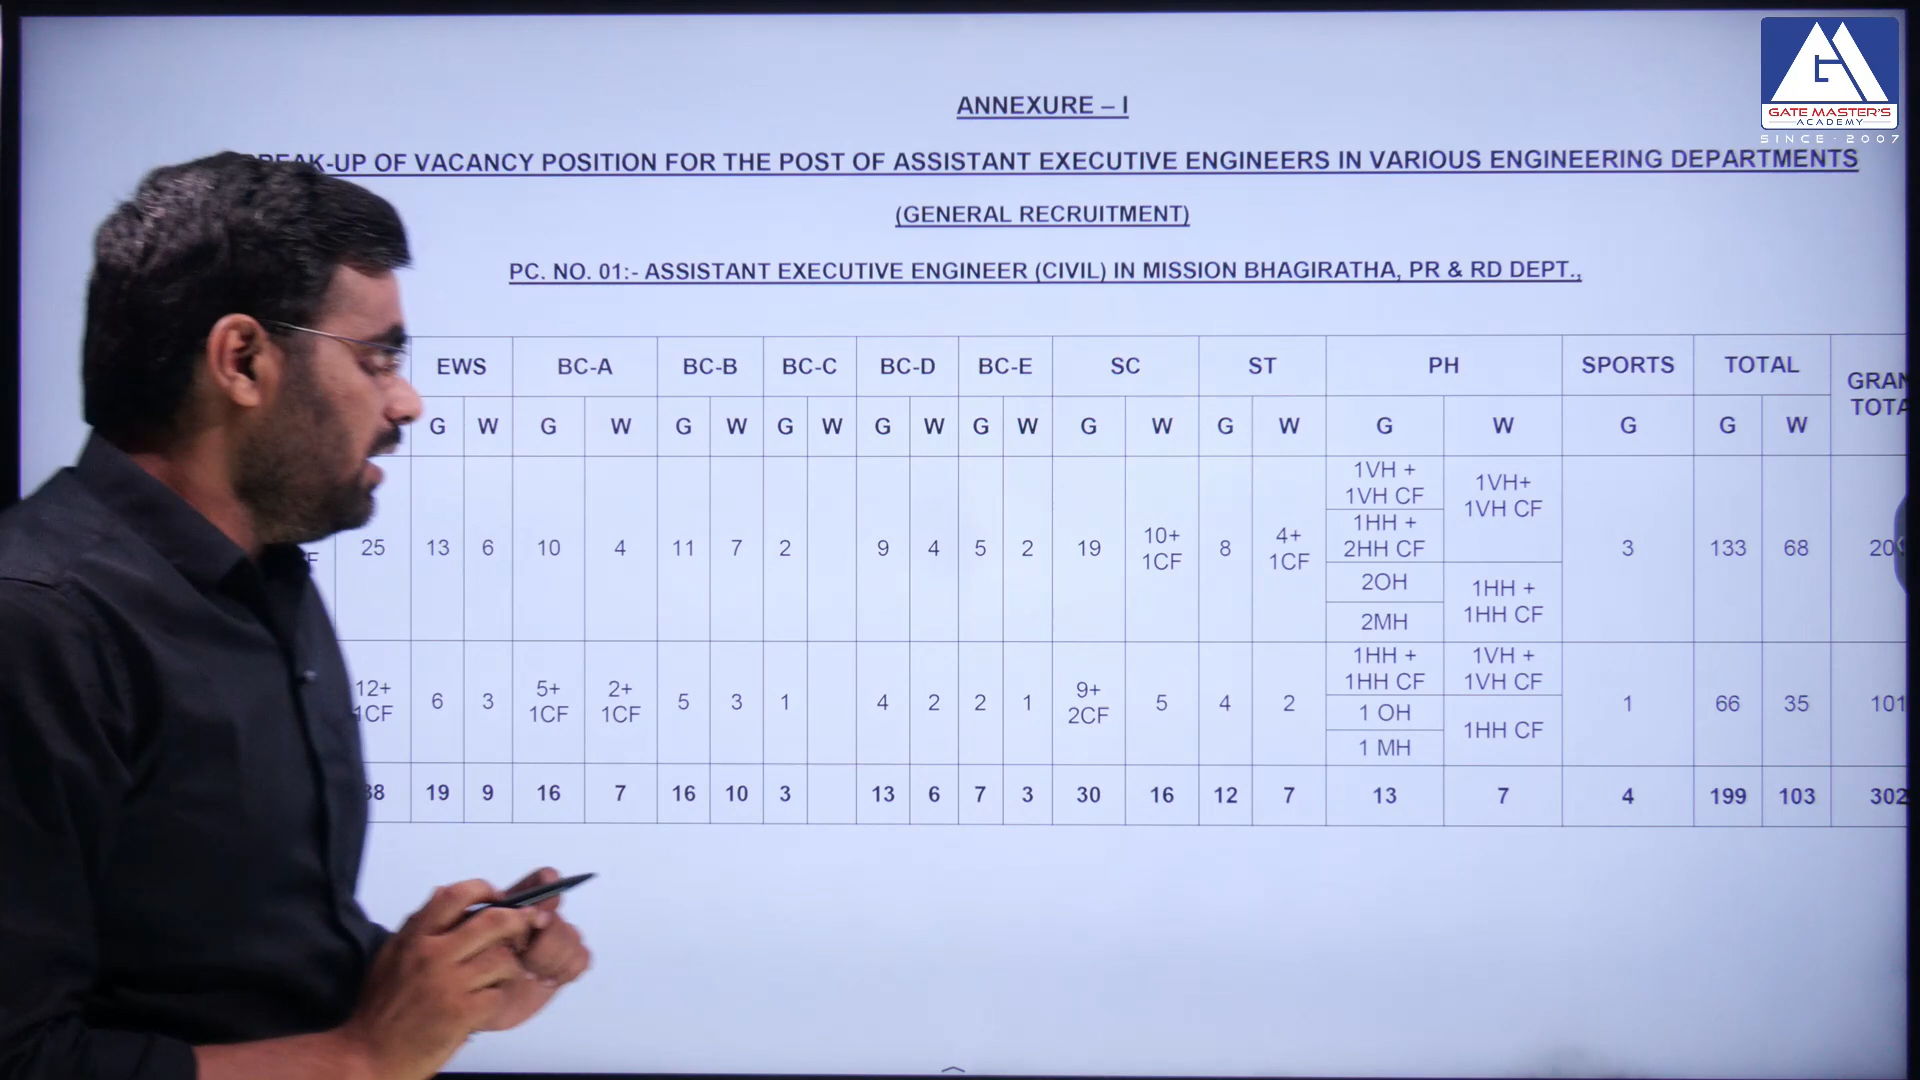 GATE MASTER'S
ACADEMY
SINCE-2007
ANNEXURE – I
BREAK-UP OF VACANCY POSITION FOR THE POST OF ASSISTANT EXECUTIVE ENGINEERS IN VARIOUS ENGINEERING DEPARTMENTS
(GENERAL RECRUITMENT)
PC. NO. 01:- ASSISTANT EXECUTIVE ENGINEER (CIVIL) IN MISSION BHAGIRATHA, PR & RD DEPT.,
EWS BC-A BC-B BC-C BC-D BC-E SC ST PH SPORTS TOTAL
G W G W G W G W G W G W G W G W G W G G W
25 13 6 10 4 11 7 2 9 4 5 2 19 10+ 1CF 8 4+ 1CF 3 133 68
1VH +
1VH CF
1HH +
2HH CF
2OH
2MH
1VH+
1VH CF
1HH +
1HH CF
12+ 1CF 6 3 5+ 1CF 2+ 1CF 5 3 1 4 2 2 1 9+ 2CF 5 4 2 1 66 35 101
1HH +
1HH CF
1 OH
1 MH
1VH +
1VH CF
1HH CF
19 9 16 7 16 10 3 13 6 7 3 30 16 12 7 13 7 4 199 103 302